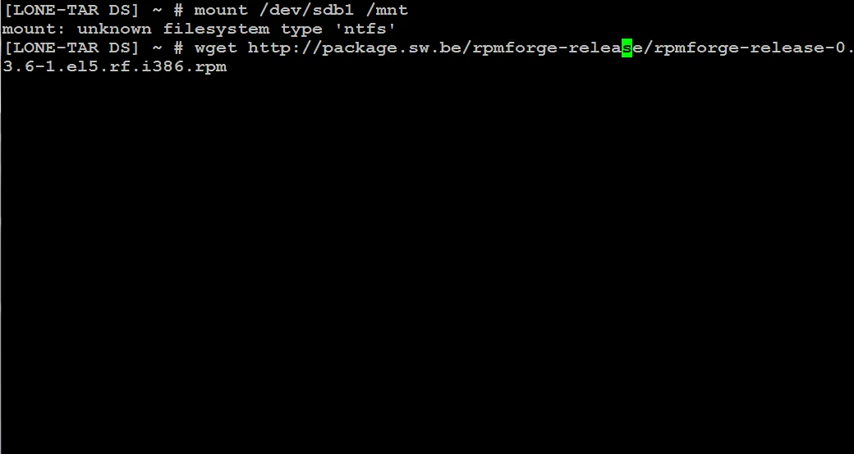 [LONE-TAR DS] ~ # mount /dev/sdb1 /mnt
mount: unknown filesystem type 'ntfs'
[LONE-TAR DS] ~ # wget http://package.sw.be/rpmforge-release/rpmforge-release-0.
3.6-1.el5.rf.i386.rpm